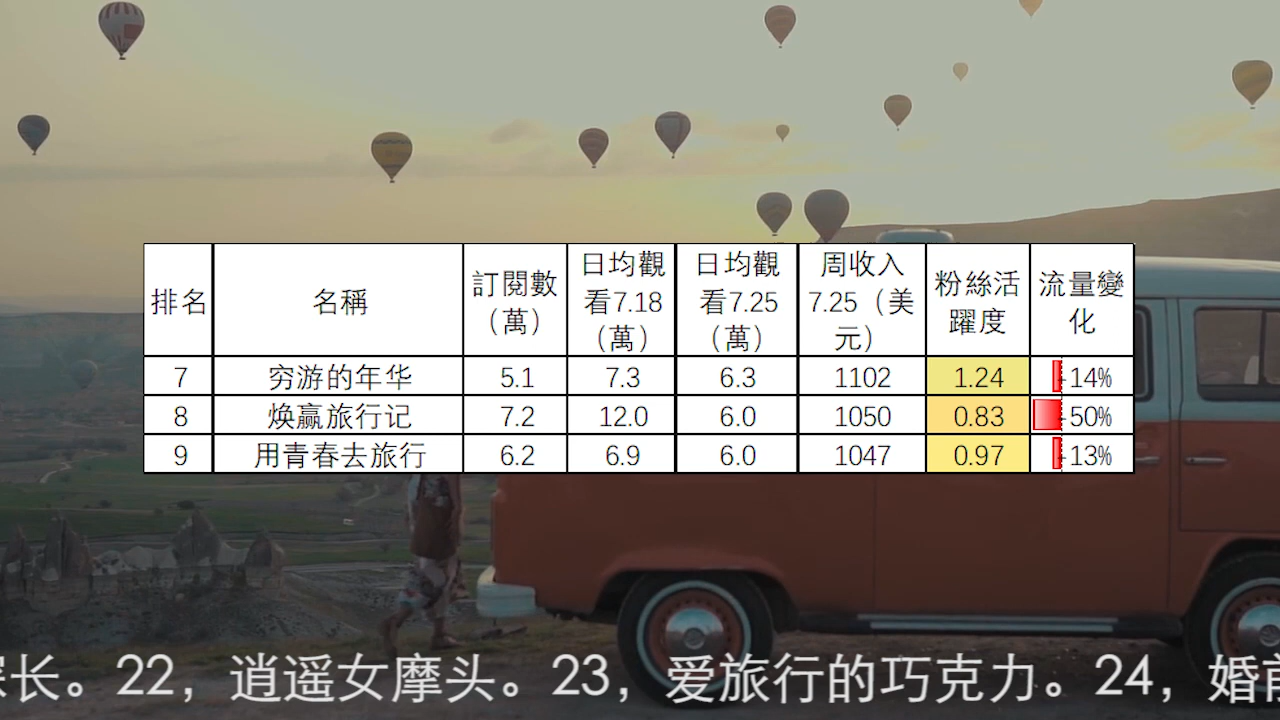 排名 名稱 訂閱數（萬） 日均觀看7.18（萬） 日均觀看7.25（萬） 周收入7.25（美元） 粉絲活躍度 流量變化
7 穷游的年华 5.1 7.3 6.3 1102 1.24 -14%
8 焕赢旅行记 7.2 12.0 6.0 1050 0.83 -50%
9 用青春去旅行 6.2 6.9 6.0 1047 0.97 -13%
长。22，逍遥女摩头。23，爱旅行的巧克力。24，婚前